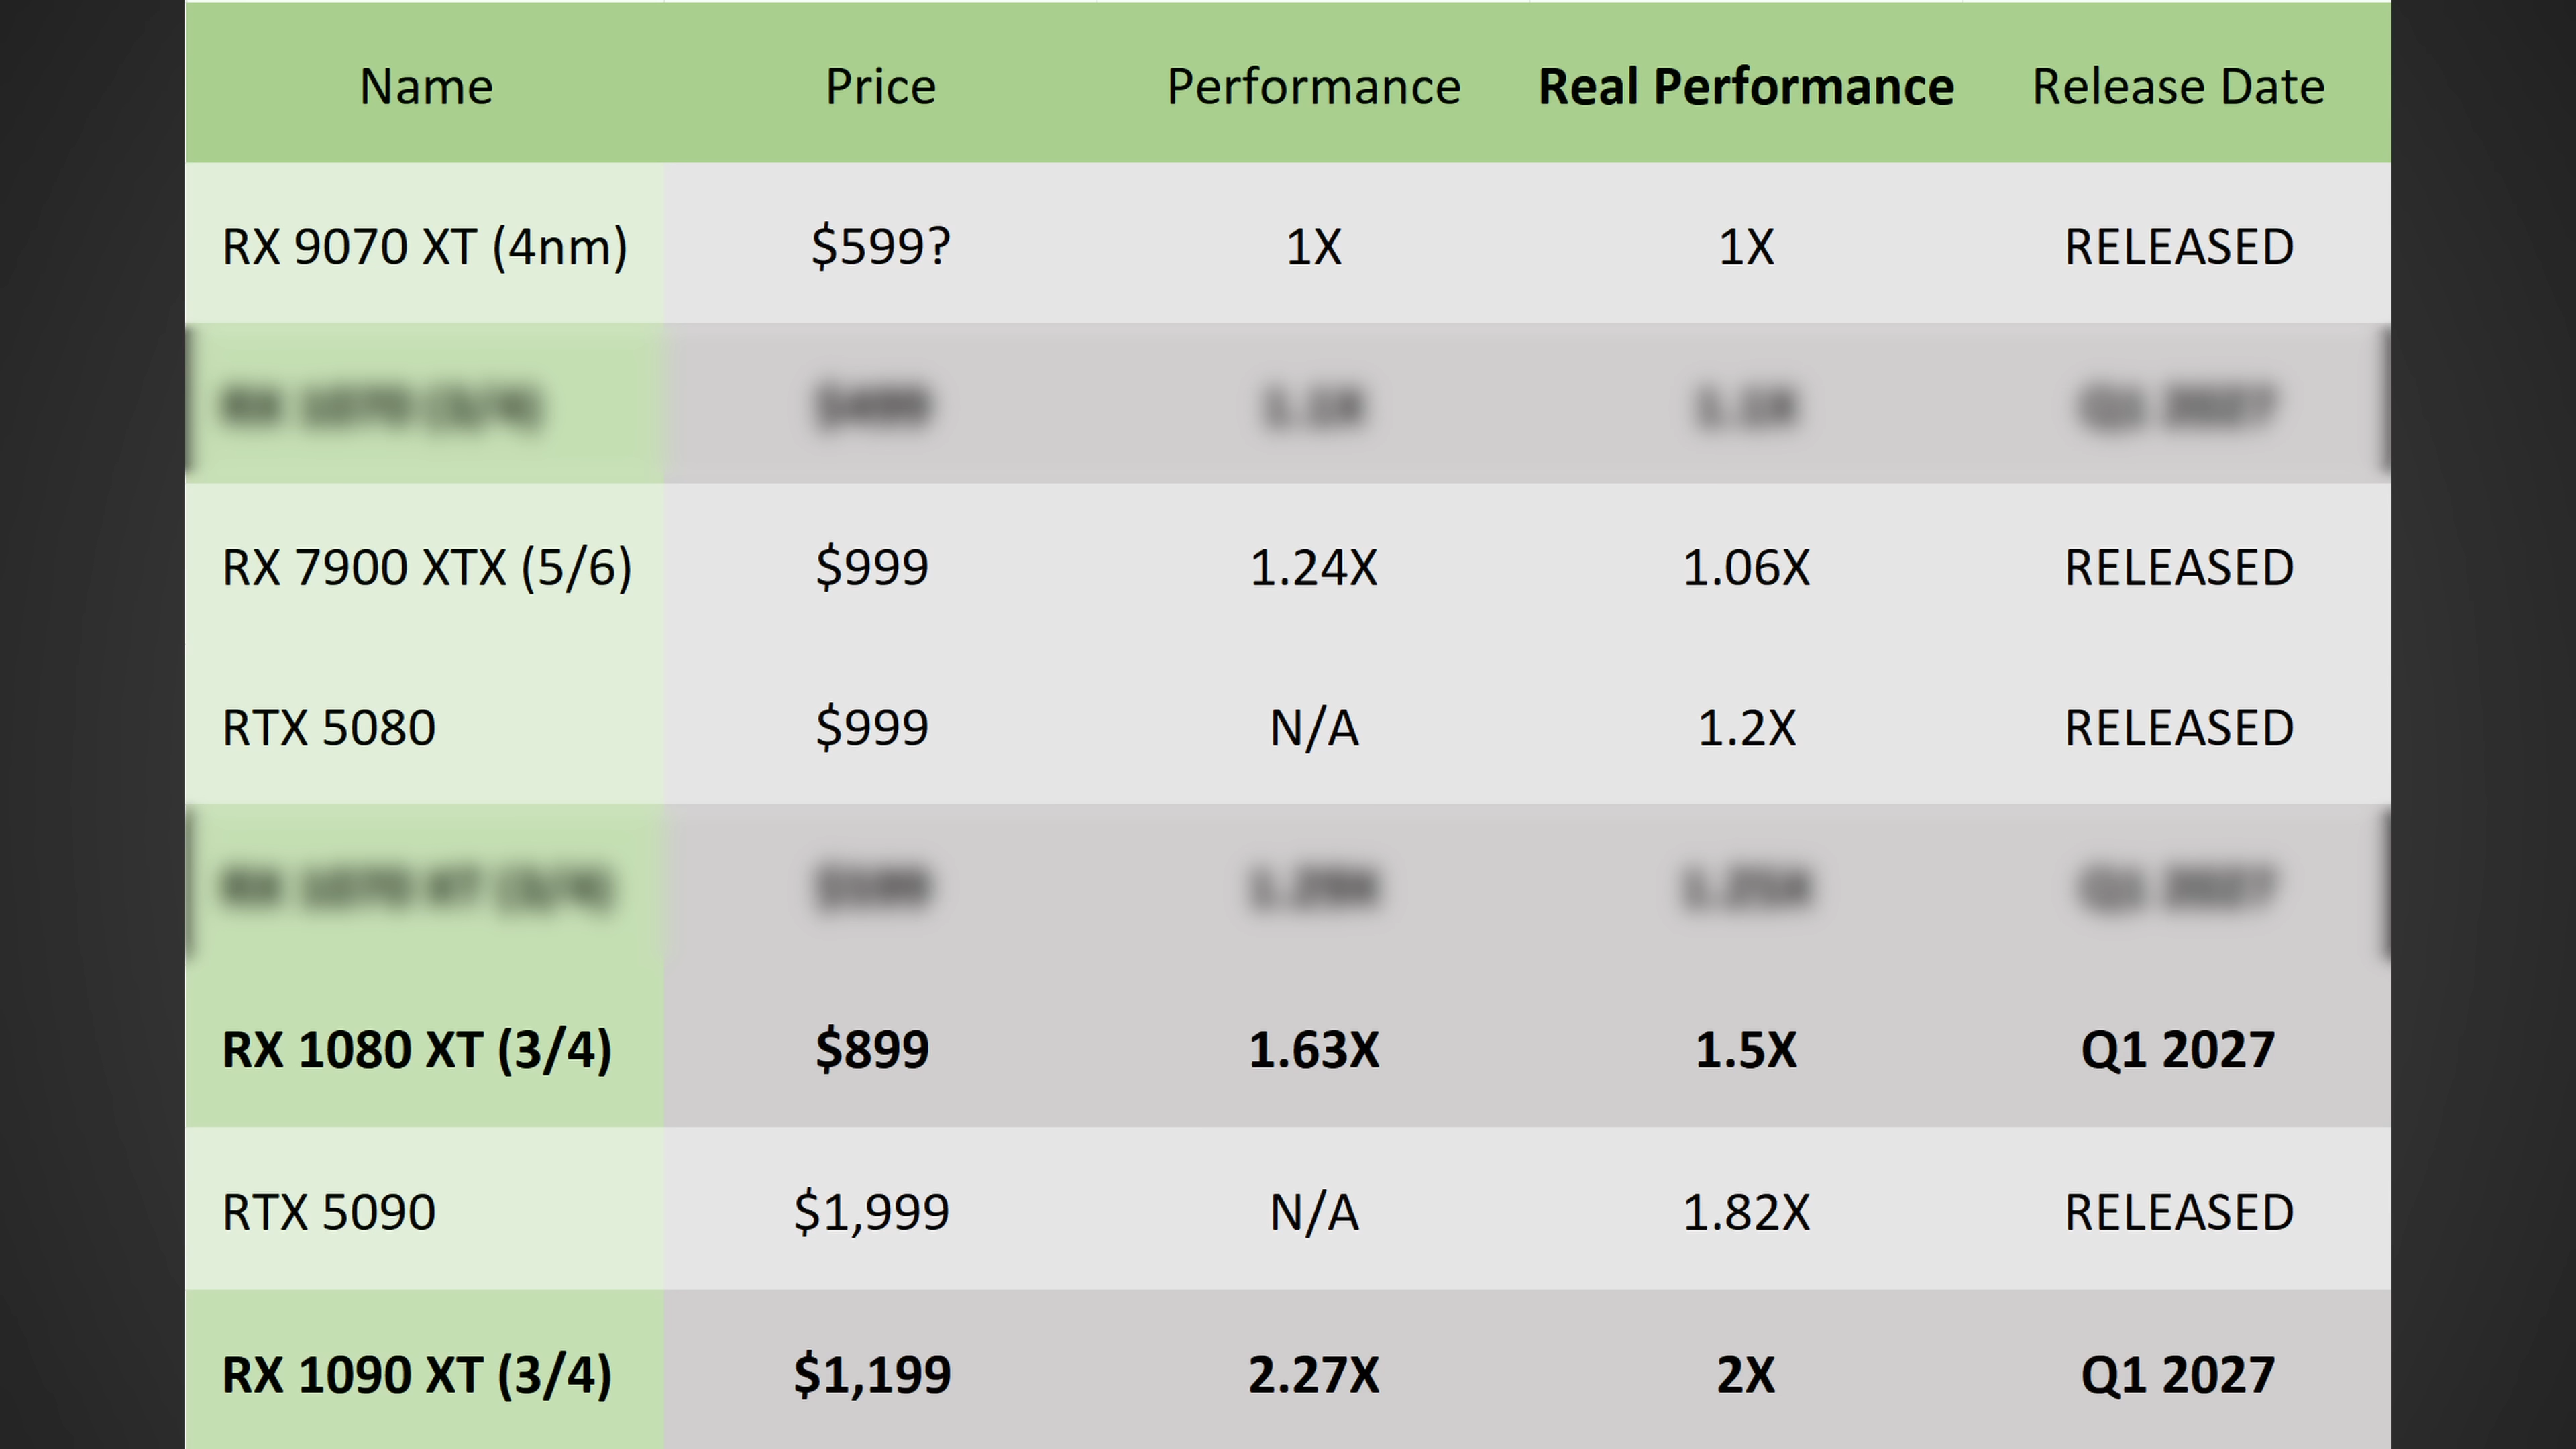 Name Price Performance Real Performance Release Date
RX 9070 XT (4nm) $599? 1X 1X RELEASED
RX 7900 XTX (5/6) $999 1.24X 1.06X RELEASED
RTX 5080 $999 N/A 1.2X RELEASED
RX 1080 XT (3/4) $899 1.63X 1.5X Q1 2027
RTX 5090 $1,999 N/A 1.82X RELEASED
RX 1090 XT (3/4) $1,199 2.27X 2X Q1 2027